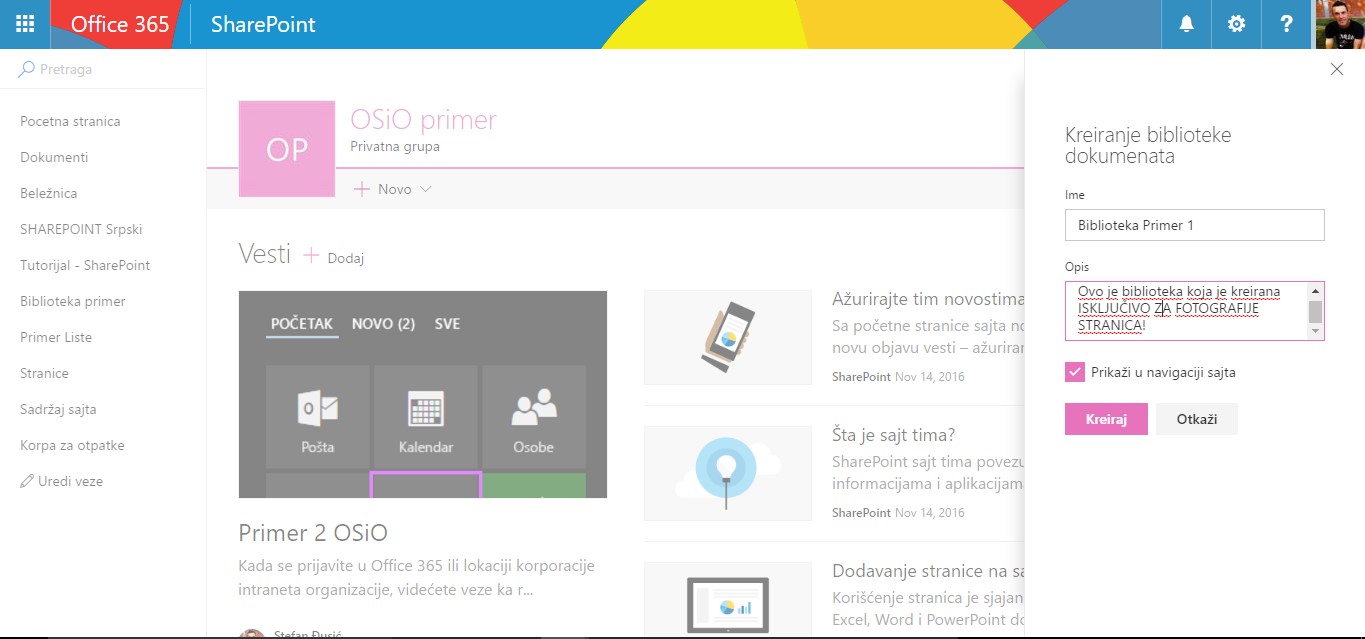 Office 365
SharePoint
?
Pretraga
Pocetna stranica
Dokumenti
Beležnica
SHAREPOINT Srpski
Tutorijal - SharePoint
Biblioteka primer
Primer Liste
Stranice
Sadržaj sajta
Korpa za otpatke
Uredi veze
OP
OSiO primer
Privatna grupa
Novo
Vesti
Dodaj
POČETAK NOVO (2) SVE
Pošta
Kalendar
Osobe
Primer 2 OSiO
Kada se prijavite u Office 365 ili lokaciji korporacije
intraneta organizacije, videćete veze ka r...
Stefan Đusić
Ažurirajte tim novostima
Sa početne stranice sajta
novu objavu vesti – ažurirar
SharePoint Nov 14, 2016
Šta je sajt tima?
SharePoint sajt tima povezu
informacijama i aplikacijam
SharePoint Nov 14, 2016
Dodavanje stranice na sa
Korišćenje stranica je sjajan
Excel, Word i PowerPoint do
Kreiranje biblioteke
dokumenata
Ime
Biblioteka Primer 1
Opis
Ovo je biblioteka koja je kreirana
ISKLJUČIVO ZA FOTOGRAFIJE
STRANICA!
Prikaži u navigaciji sajta
Kreiraj
Otkaži